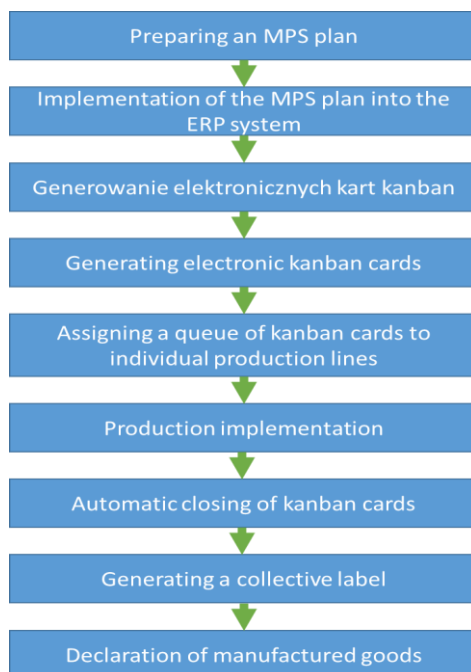 Preparing an MPS plan
Implementation of the MPS plan into the
ERP system
Generowanie elektronicznych kart kanban
Generating electronic kanban cards
Assigning a queue of kanban cards to
individual production lines
Production implementation
Automatic closing of kanban cards
Generating a collective label
Declaration of manufactured goods